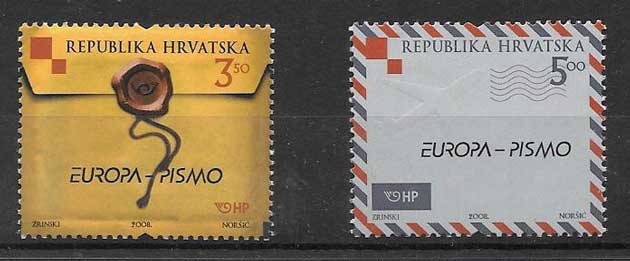 REPUBLIKA HRVATSKA
3,50
EUROPA – PISMO
HP
ZRINSKI 2008. NORŠIĆ
REPUBLIKA HRVATSKA
5,00
EUROPA – PISMO
HP
ZRINSKI 2008. NORŠIĆ